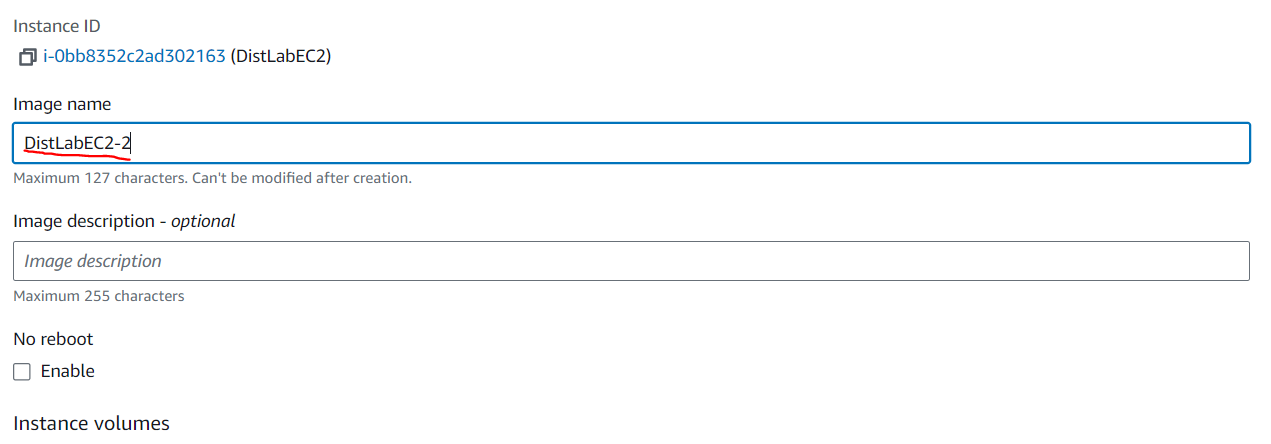 Instance ID
i-0bb8352c2ad302163 (DistLabEC2)
Image name
DistLabEC2-2
Maximum 127 characters. Can't be modified after creation.
Image description - optional
Image description
Maximum 255 characters
No reboot
Enable
Instance volumes